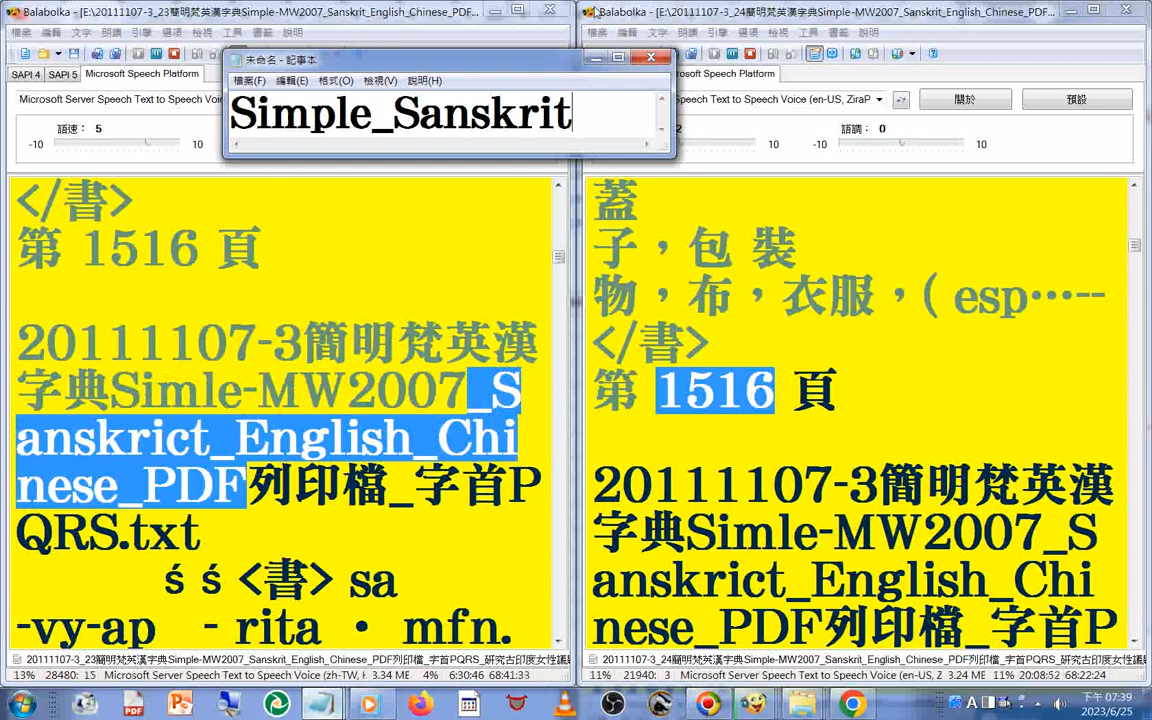 Balabolka - [E:\20111107-3_23簡明梵英漢字典Simple-MW2007_Sanskrit_English_Chinese_PDF...
檔案 編輯 文字 朗讀 引擎 選項 檢視 工具 書籤 說明
SAPI 4 SAPI 5 Microsoft Speech Platform
Microsoft Server Speech Text to Speech Voi
語速： 5
-10 10
</書>
第 1516 頁
20111107-3簡明梵英漢
字典Simle-MW2007_S
anskrict_English_Chi
nese_PDF列印檔_字首P
QRS.txt
ś ś <書> sa
-vy-ap - rita • mfn.
20111107-3_23簡明梵英漢字典Simple-MW2007_Sanskrit_English_Chinese_PDF列印檔_字首PQRS_研究古印度女性議
13% 28480: 15 Microsoft Server Speech Text to Speech Voice (zh-TW, H 3.34 MB 4% 6:30:46 68:41:33
未命名 - 記事本
檔案(F) 編輯(E) 格式(O) 檢視(V) 說明(H)
Simple_Sanskrit
Balabolka - [E:\20111107-3_24簡明梵英漢字典Simple-MW2007_Sanskrit_English_Chinese_PDF...
檔案 編輯 文字 朗讀 引擎 選項 檢視 工具 書籤 說明
Speech Platform
Speech Text to Speech Voice (en-US, ZiraP
關於
預設
2
10
語調： 0
-10 10
蓋
子，包 裝
物，布，衣服，( esp…--
</書>
第 1516 頁
20111107-3簡明梵英漢
字典Simle-MW2007_S
anskrict_English_Chi
nese_PDF列印檔_字首P
20111107-3_24簡明梵英漢字典Simple-MW2007_Sanskrit_English_Chinese_PDF列印檔_字首PQRS_研究古印度女性議
11% 21940: 3 Microsoft Server Speech Text to Speech Voice (en-US, Z 3.24 MB 11% 20:08:52 68:22:24
下午 07:39
2023/6/25